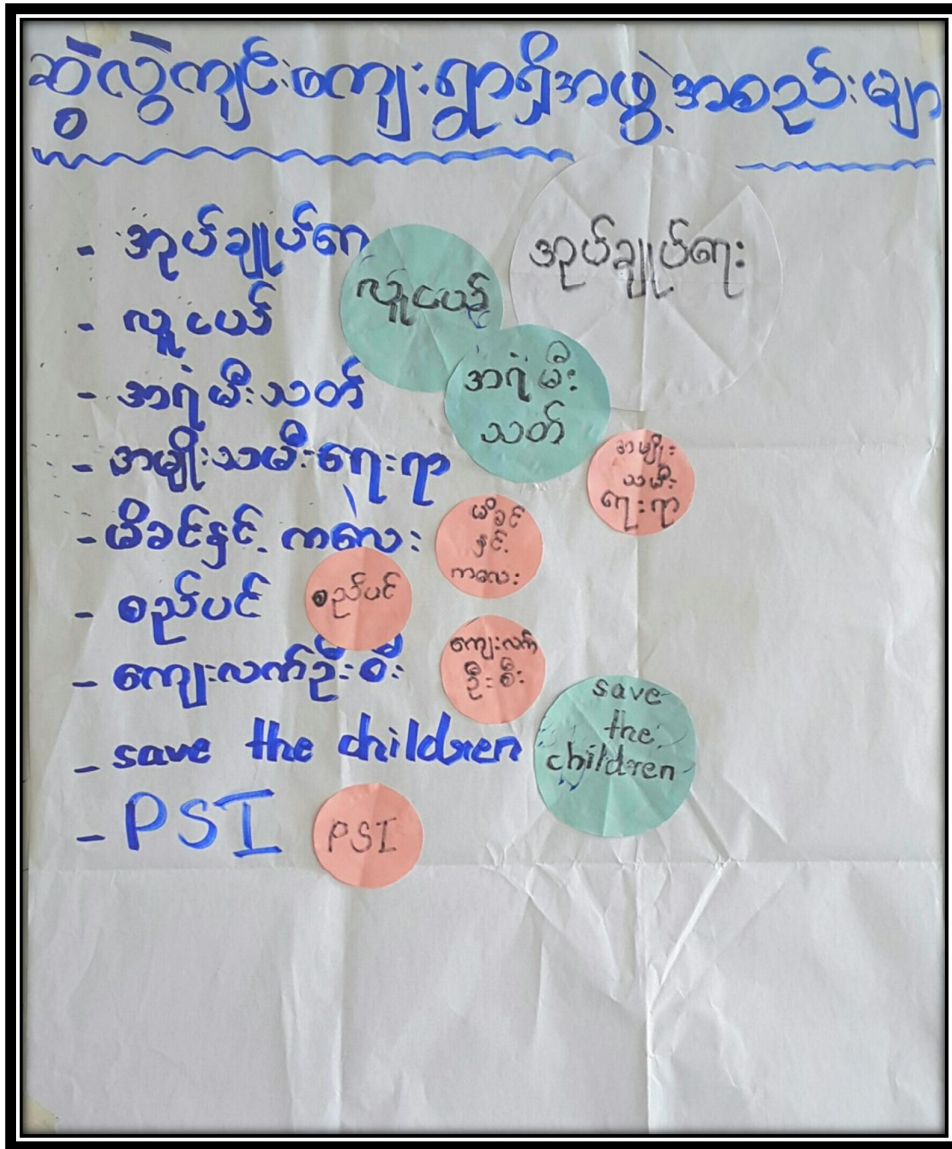 ဆွဲလွဲကျင်းကျေးရွာရှိအဖွဲ့အစည်းများ
- အုပ်ချုပ်ရေး
လူငယ်
အုပ်ချုပ်ရေး
- လူငယ်
- အရံမီးသတ်
အရံမီး
သတ်
- အမျိုးသမီးရေးရာ
အမျိုး
သမီး
ရေးရာ
- မိခင်နှင့် ကလေး
မိခင်
နှင့်
ကလေး
- စည်ပင်
စည်ပင်
- ကျေးလက်ဦးစီး
ကျေးလက်
ဦးစီး
- save the children
save
the
children
- PSI
PSI